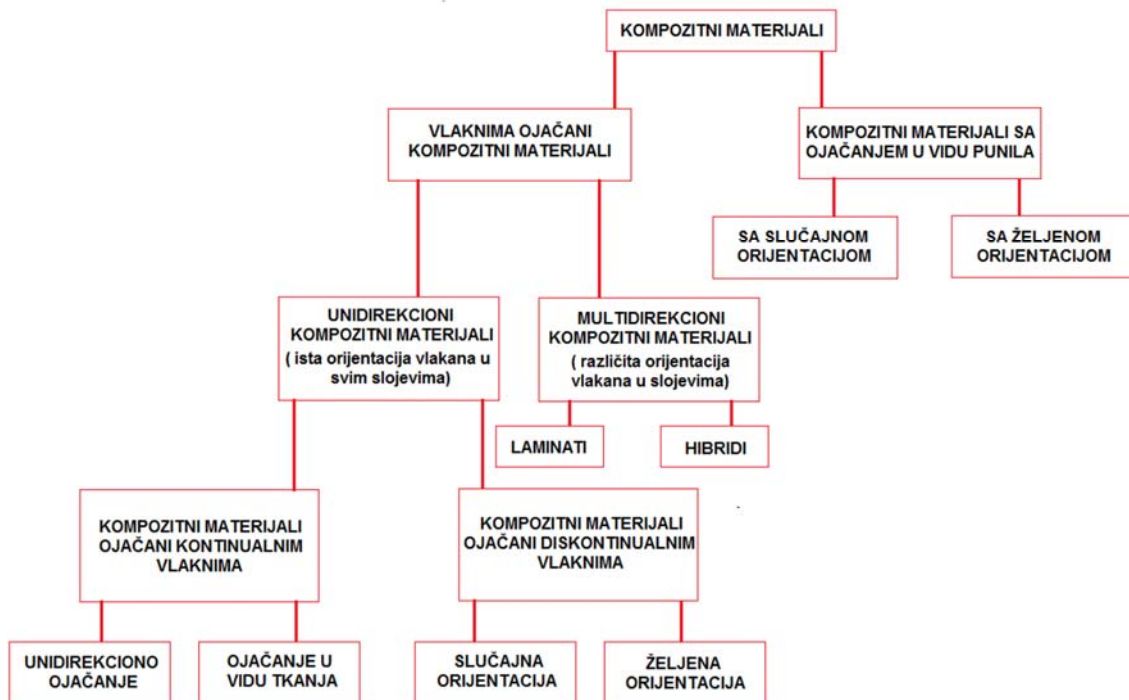 KOMPOZITNI MATERIJALI
VLAKNIMA OJAČANI
KOMPOZITNI MATERIJALI
KOMPOZITNI MATERIJALI SA
OJAČANJEM U VIDU PUNILA
SA SLUČAJNOM
ORIJENTACIJOM
SA ŽELJENOM
ORIJENTACIJOM
UNIDIREKCIONI
KOMPOZITNI MATERIJALI
( ista orijentacija vlakana u
svim slojevima)
MULTIDIREKCIONI
KOMPOZITNI MATERIJALI
( različita orijentacija
vlakana u slojevima)
LAMINATI
HIBRIDI
KOMPOZITNI MATERIJALI
OJAČANI KONTINUALNIM
VLAKNIMA
KOMPOZITNI MATERIJALI
OJAČANI DISKONTINUALNIM
VLAKNIMA
UNIDIREKCIONO
OJAČANJE
OJAČANJE U
VIDU TKANJA
SLUČAJNA
ORIJENTACIJA
ŽELJENA
ORIJENTACIJA